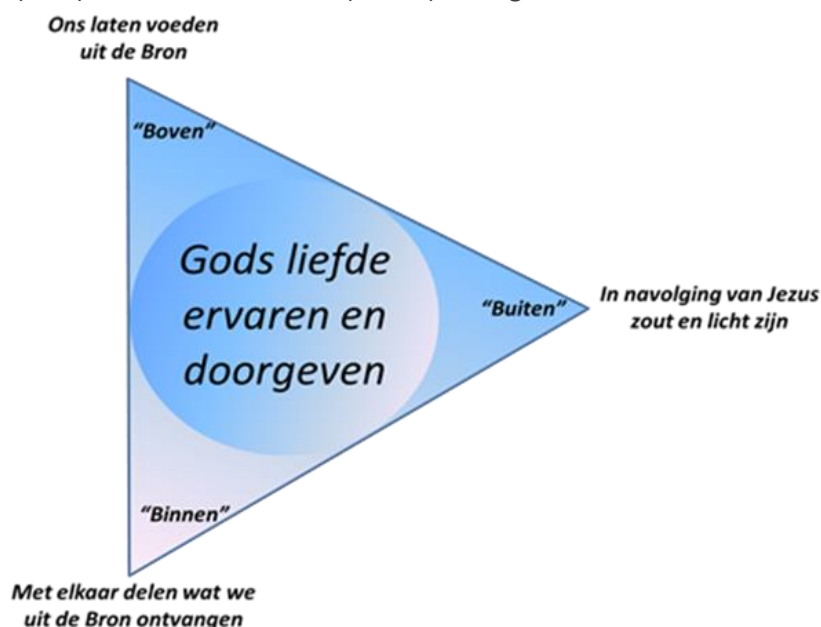 Ons laten voeden
uit de Bron
“Boven”
Gods liefde
ervaren en
doorgeven
“Buiten”
In navolging van Jezus
zout en licht zijn
“Binnen”
Met elkaar delen wat we
uit de Bron ontvangen